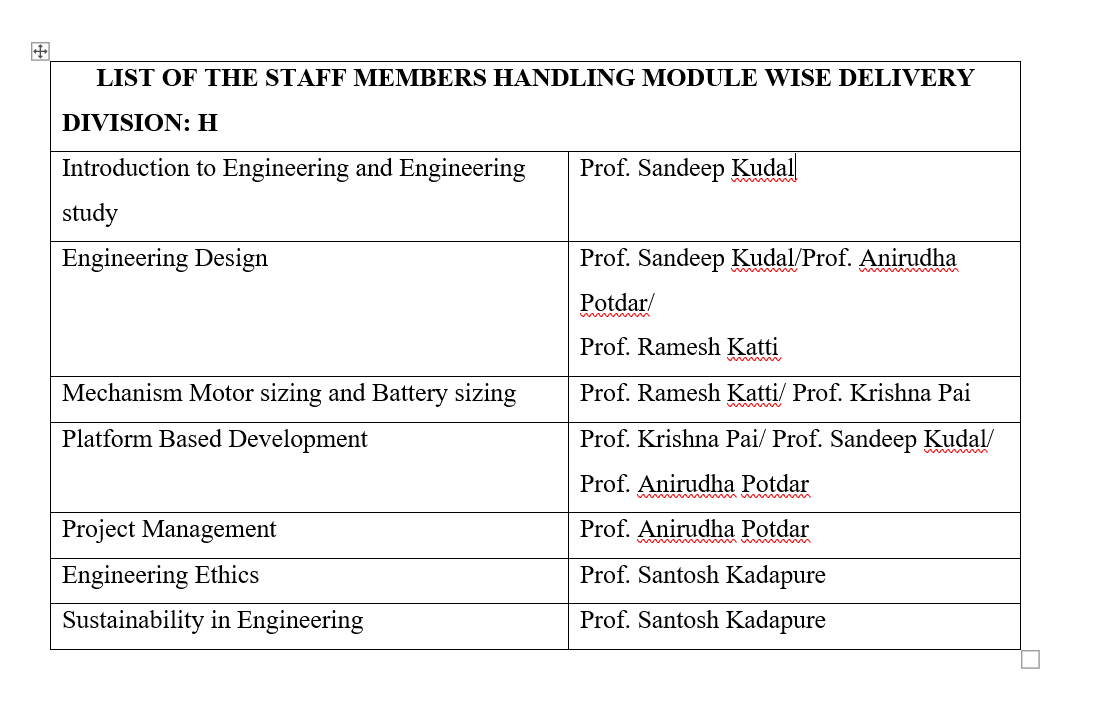 LIST OF THE STAFF MEMBERS HANDLING MODULE WISE DELIVERY
DIVISION: H
Introduction to Engineering and Engineering
study
Prof. Sandeep Kudal
Engineering Design
Prof. Sandeep Kudal/Prof. Anirudha
Potdar/
Prof. Ramesh Katti
Mechanism Motor sizing and Battery sizing
Prof. Ramesh Katti/ Prof. Krishna Pai
Platform Based Development
Prof. Krishna Pai/ Prof. Sandeep Kudal/
Prof. Anirudha Potdar
Project Management
Prof. Anirudha Potdar
Engineering Ethics
Prof. Santosh Kadapure
Sustainability in Engineering
Prof. Santosh Kadapure